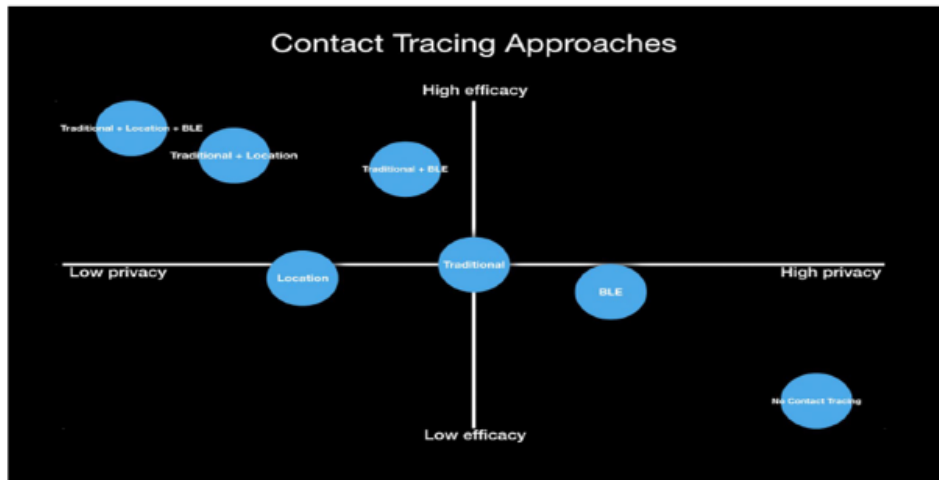 Contact Tracing Approaches
High efficacy
Traditional + Location + BLE
Traditional + Location
Traditional + BLE
Traditional
Low privacy
High privacy
Location
BLE
No Contact Tracing
Low efficacy